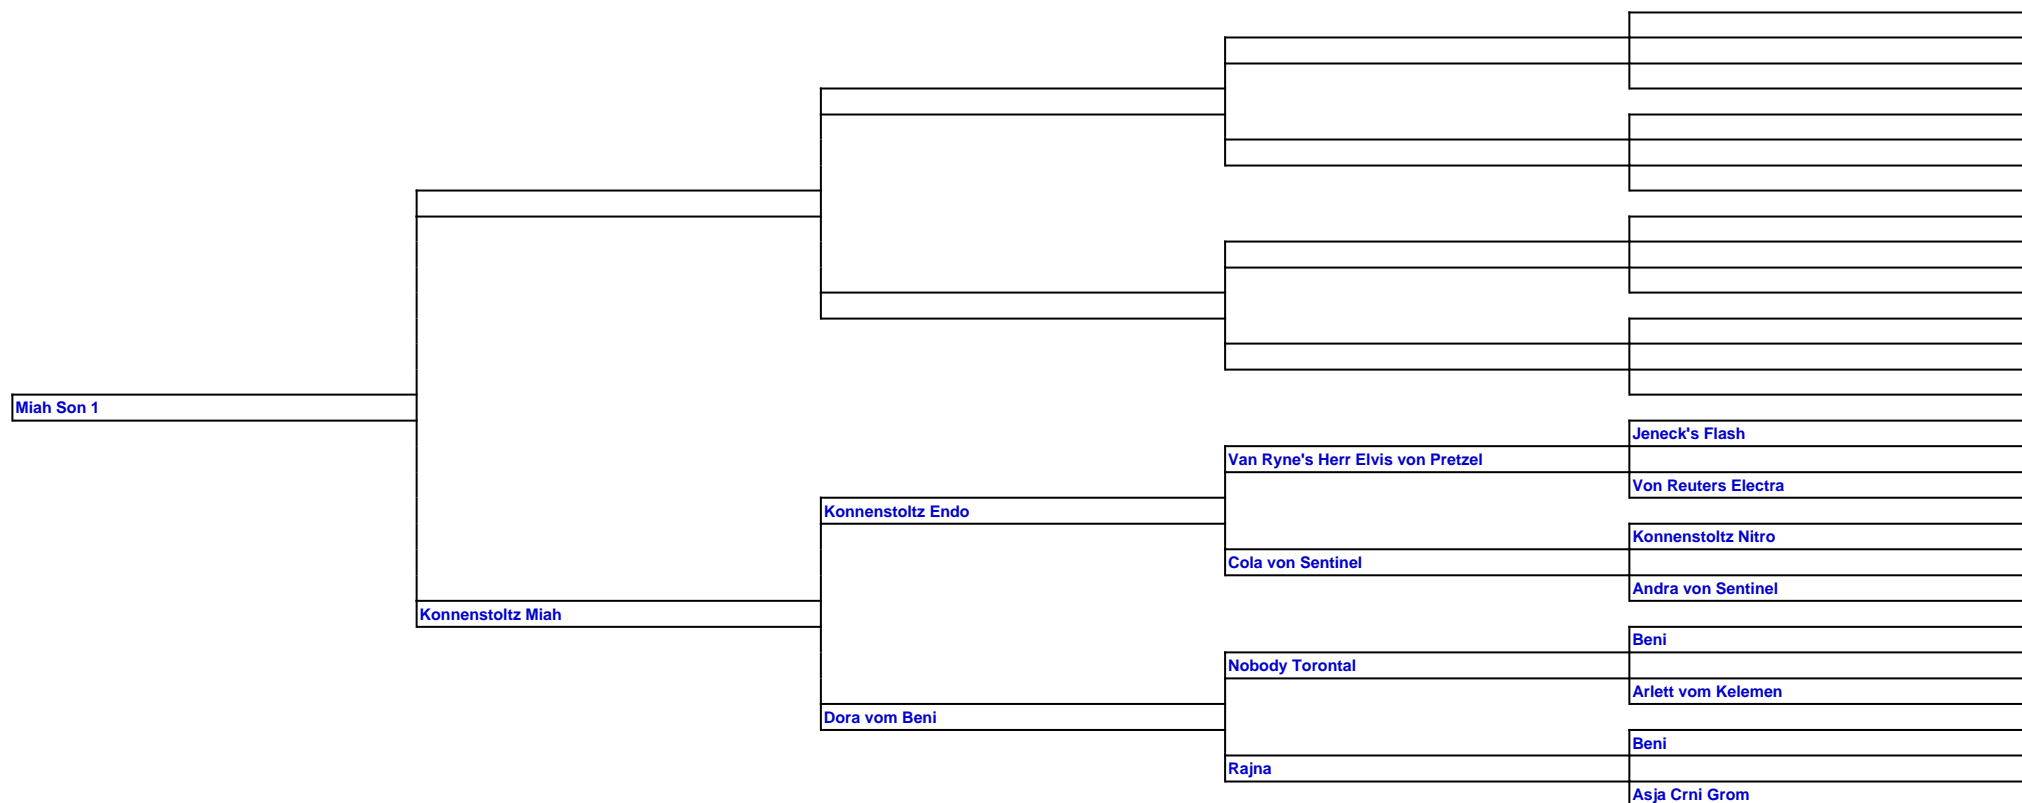 Miah Son 1
Konnenstoltz Miah
Konnenstoltz Endo
Dora vom Beni
Van Ryne's Herr Elvis von Pretzel
Cola von Sentinel
Nobody Torontal
Rajna
Jeneck's Flash
Von Reuters Electra
Konnenstoltz Nitro
Andra von Sentinel
Beni
Arlett vom Kelemen
Beni
Asja Crni Grom